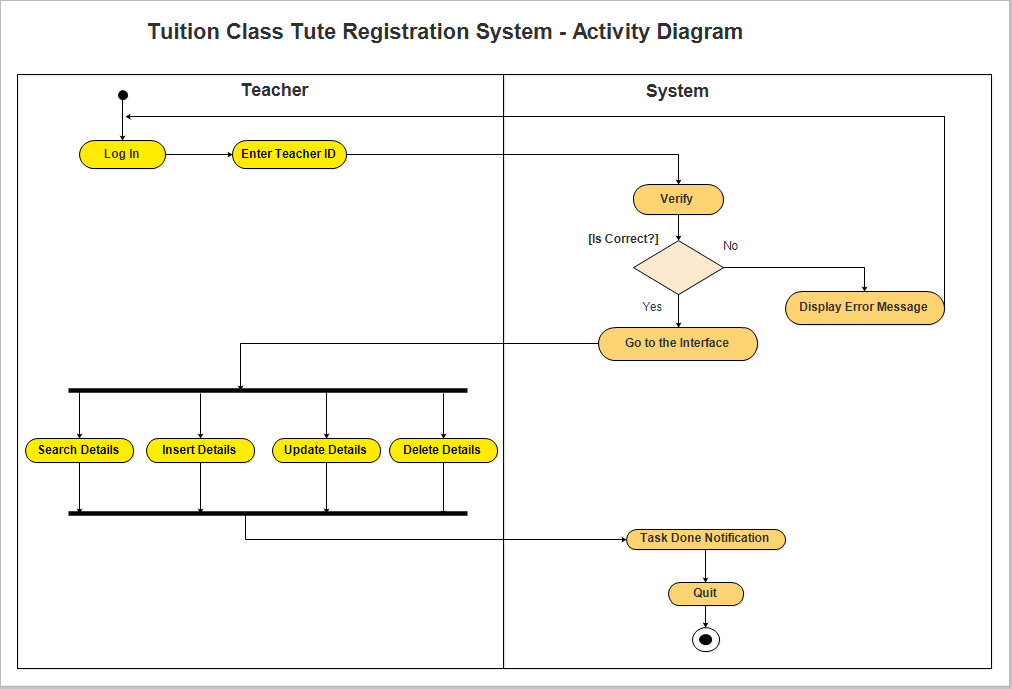 Tuition Class Tute Registration System - Activity Diagram
Teacher
System
Log In
Enter Teacher ID
Verify
[Is Correct?]
No
Yes
Display Error Message
Go to the Interface
Search Details
Insert Details
Update Details
Delete Details
Task Done Notification
Quit